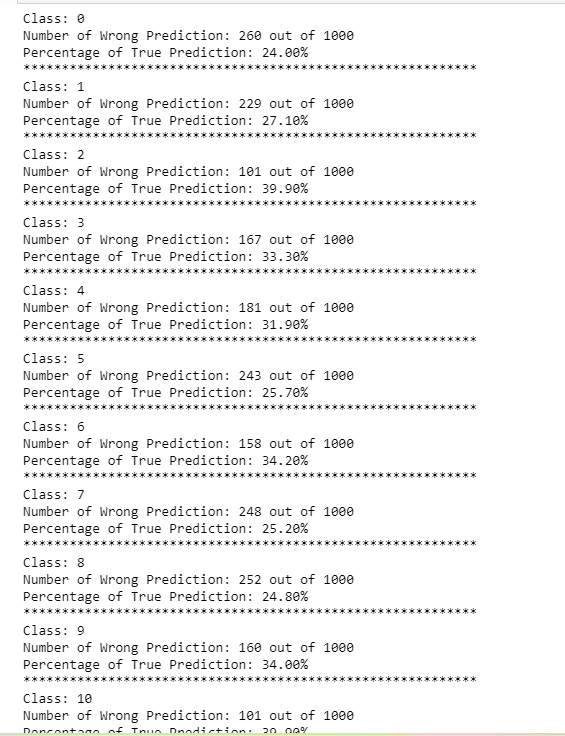 Class: 0
Number of Wrong Prediction: 260 out of 1000
Percentage of True Prediction: 24.00%
***********************************************************
Class: 1
Number of Wrong Prediction: 229 out of 1000
Percentage of True Prediction: 27.10%
***********************************************************
Class: 2
Number of Wrong Prediction: 101 out of 1000
Percentage of True Prediction: 39.90%
***********************************************************
Class: 3
Number of Wrong Prediction: 167 out of 1000
Percentage of True Prediction: 33.30%
***********************************************************
Class: 4
Number of Wrong Prediction: 181 out of 1000
Percentage of True Prediction: 31.90%
***********************************************************
Class: 5
Number of Wrong Prediction: 243 out of 1000
Percentage of True Prediction: 25.70%
***********************************************************
Class: 6
Number of Wrong Prediction: 158 out of 1000
Percentage of True Prediction: 34.20%
***********************************************************
Class: 7
Number of Wrong Prediction: 248 out of 1000
Percentage of True Prediction: 25.20%
***********************************************************
Class: 8
Number of Wrong Prediction: 252 out of 1000
Percentage of True Prediction: 24.80%
***********************************************************
Class: 9
Number of Wrong Prediction: 160 out of 1000
Percentage of True Prediction: 34.00%
***********************************************************
Class: 10
Number of Wrong Prediction: 101 out of 1000
Percentage of True Prediction: